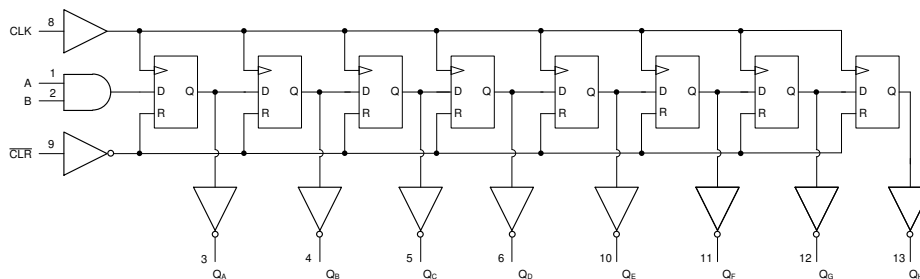 CLK 8
A 1
B 2
CLR 9
D Q R
D Q R
D Q R
D Q R
D Q R
D Q R
D Q R
D Q R
3 4 5 6 10 11 12 13
QA QB QC QD QE QF QG